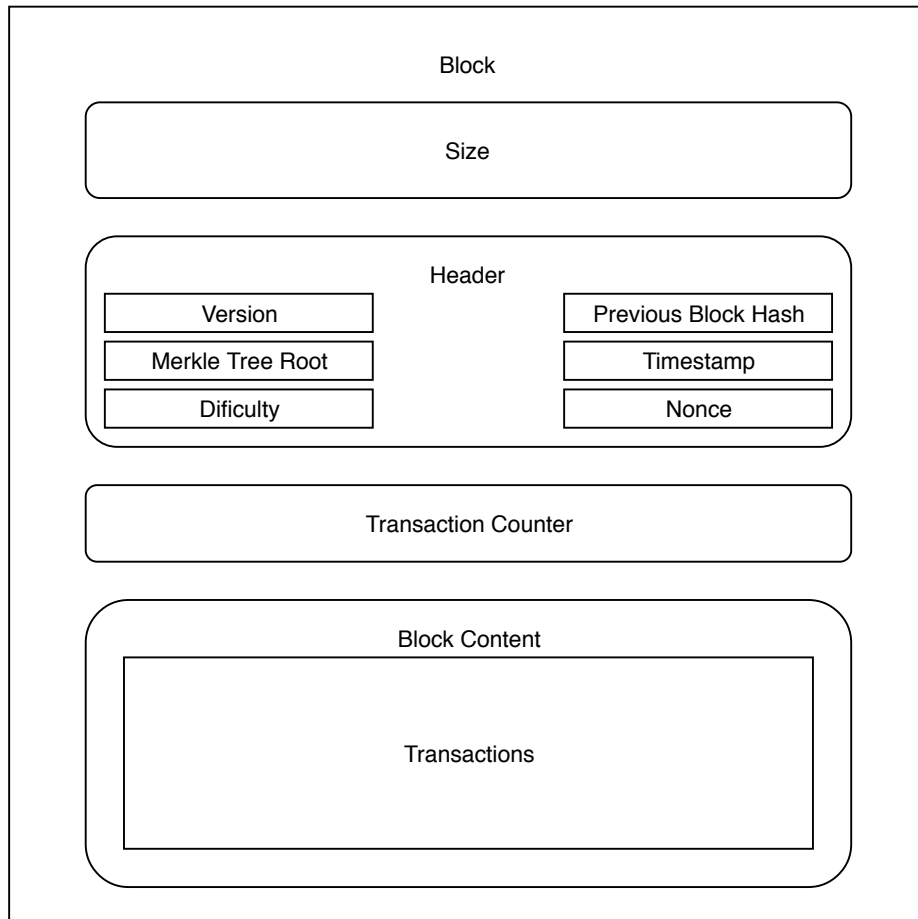 Block
Size
Header
Version
Previous Block Hash
Merkle Tree Root
Timestamp
Dificulty
Nonce
Transaction Counter
Block Content
Transactions